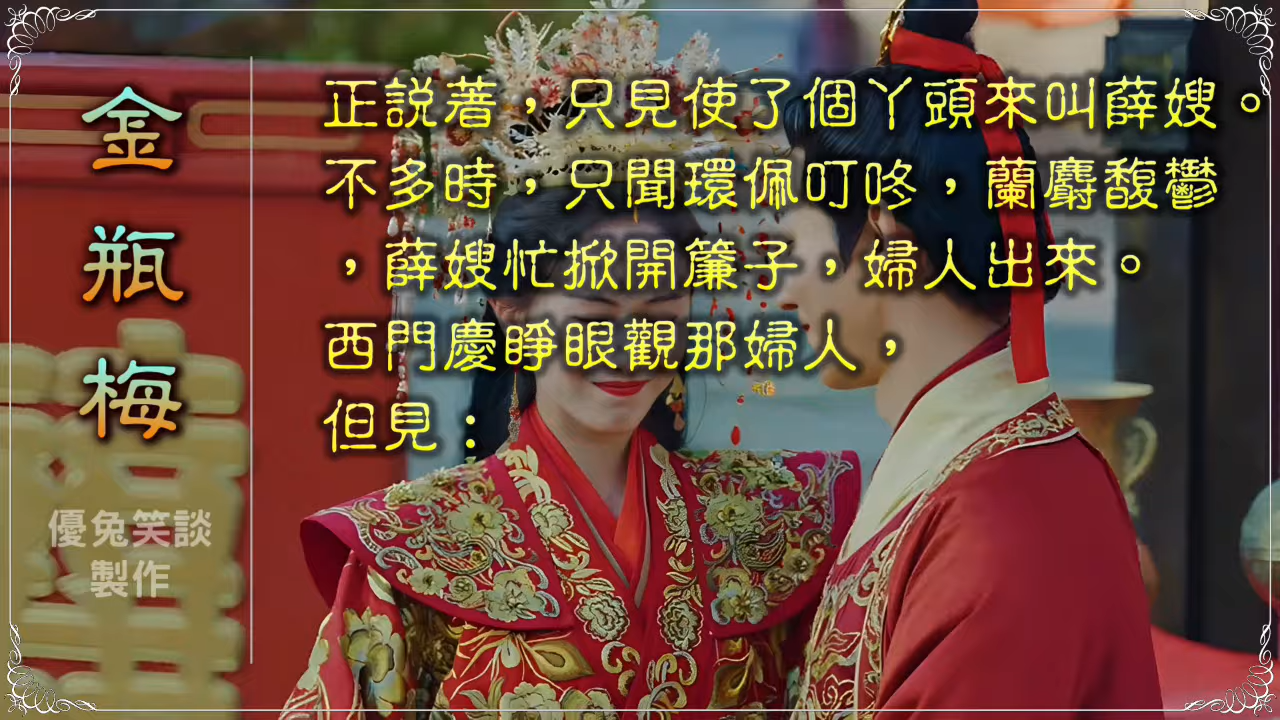 金瓶梅
優兔笑談
製作
正説著，只見使了個丫頭來叫薛嫂。
不多時，只聞環佩叮咚，蘭麝馥鬱
，薛嫂忙掀開簾子，婦人出來。
西門慶睜眼觀那婦人，
但見：